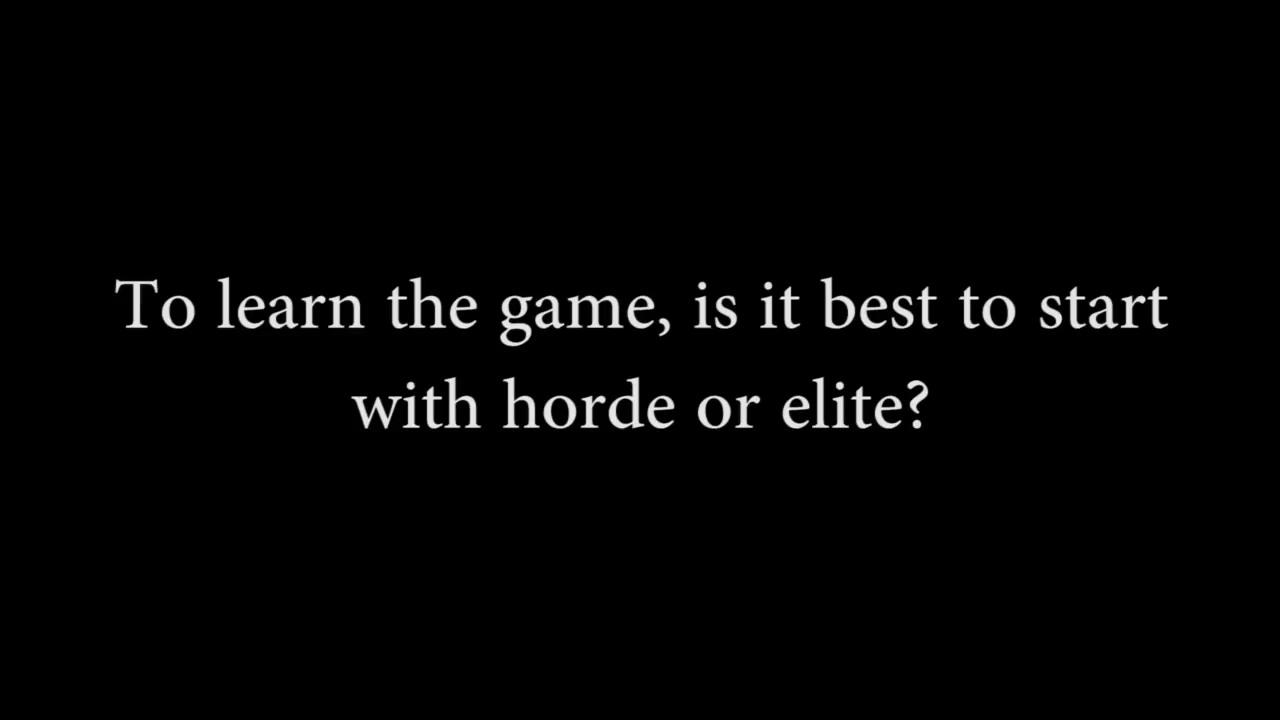 To learn the game, is it best to start
with horde or elite?